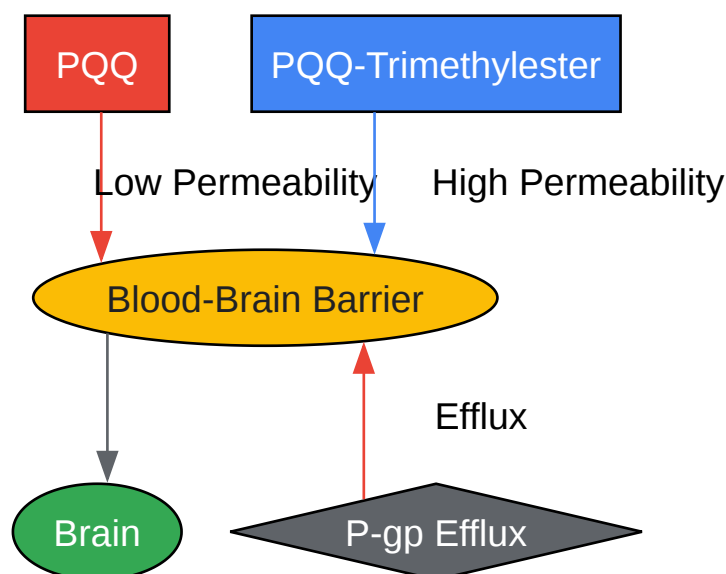 PQQ
PQQ-Trimethylester
Low Permeability
High Permeability
Blood-Brain Barrier
Efflux
Brain
P-gp Efflux